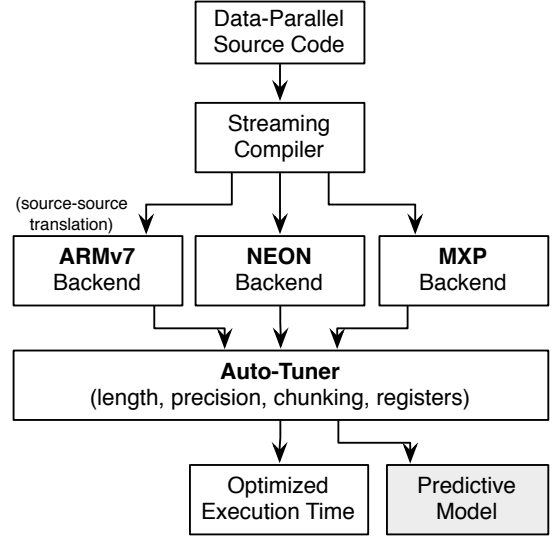 Data-Parallel
Source Code
Streaming
Compiler
(source-source
translation)
ARMv7
Backend
NEON
Backend
MXP
Backend
Auto-Tuner
(length, precision, chunking, registers)
Optimized
Execution Time
Predictive
Model